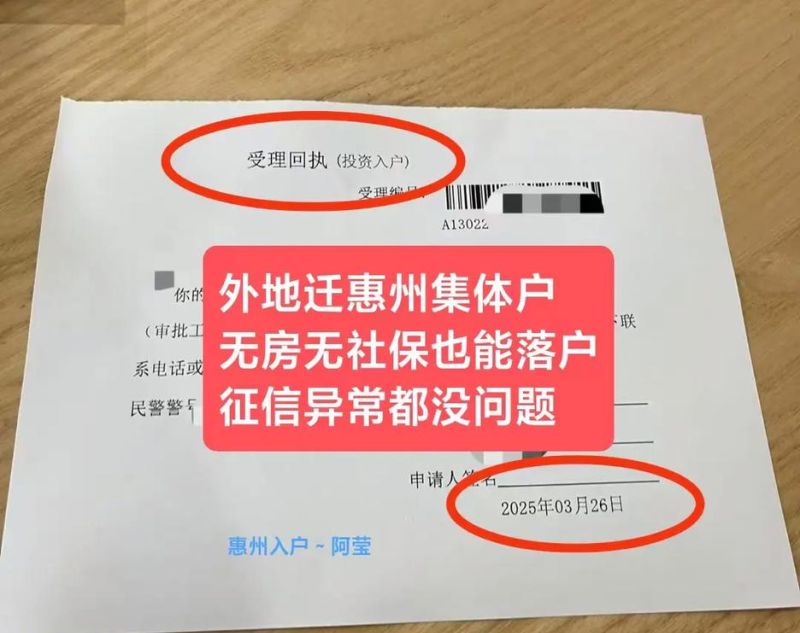 受理回执 (投资入户)
受理编号:
A13022
你的
(审批工
下联
系电话或
民警警号
外地迁惠州集体户
无房无社保也能落户
征信异常都没问题
申请人签名
2025年03月26日
惠州入户～阿莹